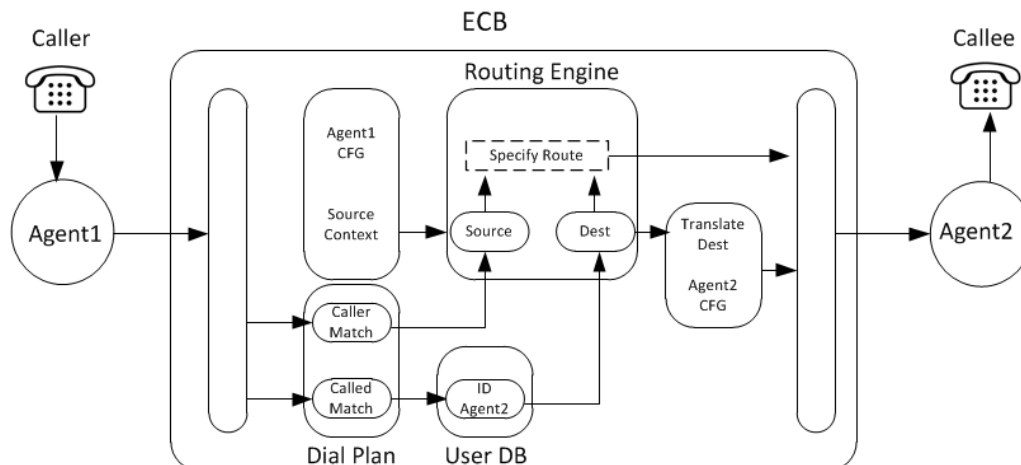 ECB
Caller
Callee
Routing Engine
Agent1
CFG
Specify Route
Source
Context
Source
Dest
Translate
Dest
Agent1
Agent2
Agent2
CFG
Caller
Match
Called
Match
ID
Agent2
Dial Plan
User DB